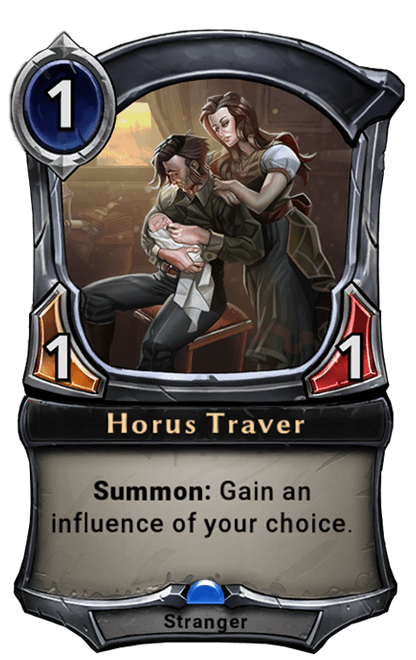 1
1
1
Horus Traver
Summon: Gain an
influence of your choice.
Stranger